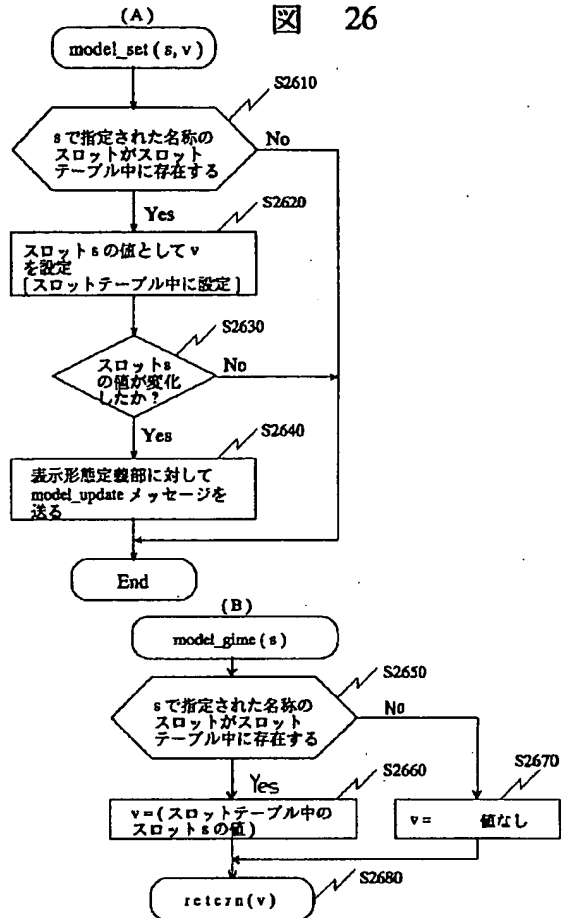 図 26
(A)
model_set ( s, v )
S2610
s で指定された名称の
スロットがスロット
テーブル中に存在する
No
Yes
S2620
スロット s の値として v
を設定
[スロットテーブル中に設定]
S2630
スロットs
の値が変化
したか?
No
Yes
S2640
表示形態定義部に対して
model_update メッセージを
送る
End
(B)
model_gime ( s )
S2650
s で指定された名称の
スロットがスロット
テーブル中に存在する
No
Yes
S2660
v=(スロットテーブル中の
スロットsの値)
S2670
v= 値なし
S2680
retern(v)